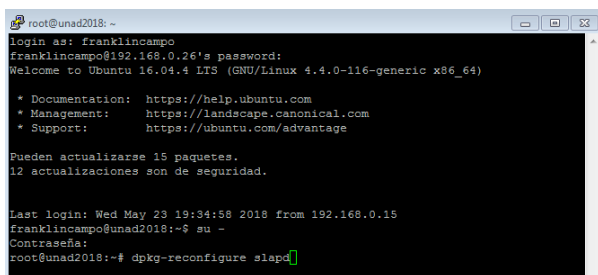 root@unad2018: ~
login as: franklincampo
franklincampo@192.168.0.26's password:
Welcome to Ubuntu 16.04.4 LTS (GNU/Linux 4.4.0-116-generic x86_64)
* Documentation: https://help.ubuntu.com
* Management: https://landscape.canonical.com
* Support: https://ubuntu.com/advantage
Pueden actualizarse 15 paquetes.
12 actualizaciones son de seguridad.
Last login: Wed May 23 19:34:58 2018 from 192.168.0.15
franklincampo@unad2018:~$ su -
Contraseña:
root@unad2018:~# dpkg-reconfigure slapd